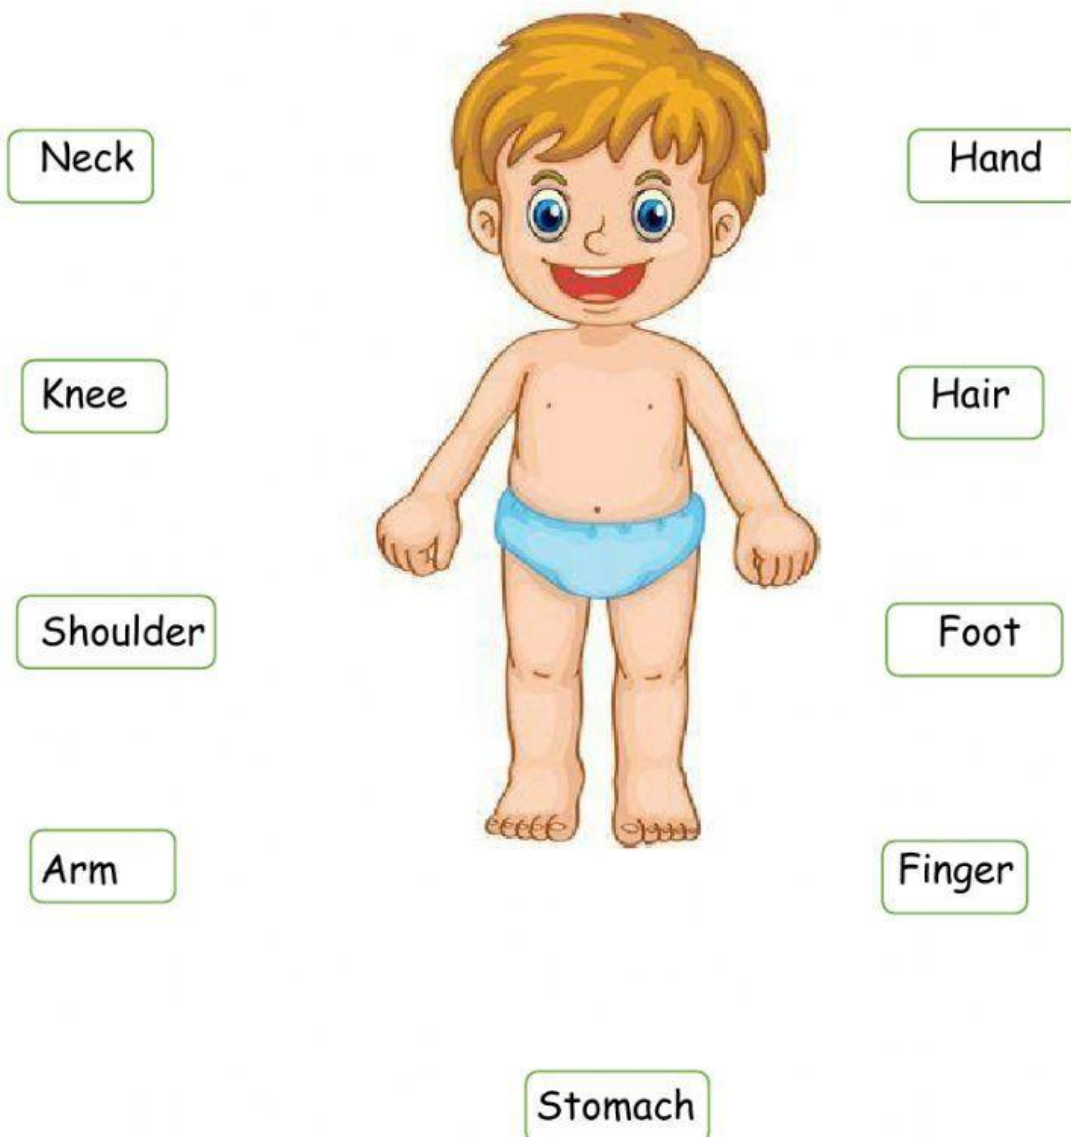 Neck
Hand
Knee
Hair
Shoulder
Foot
Arm
Finger
Stomach